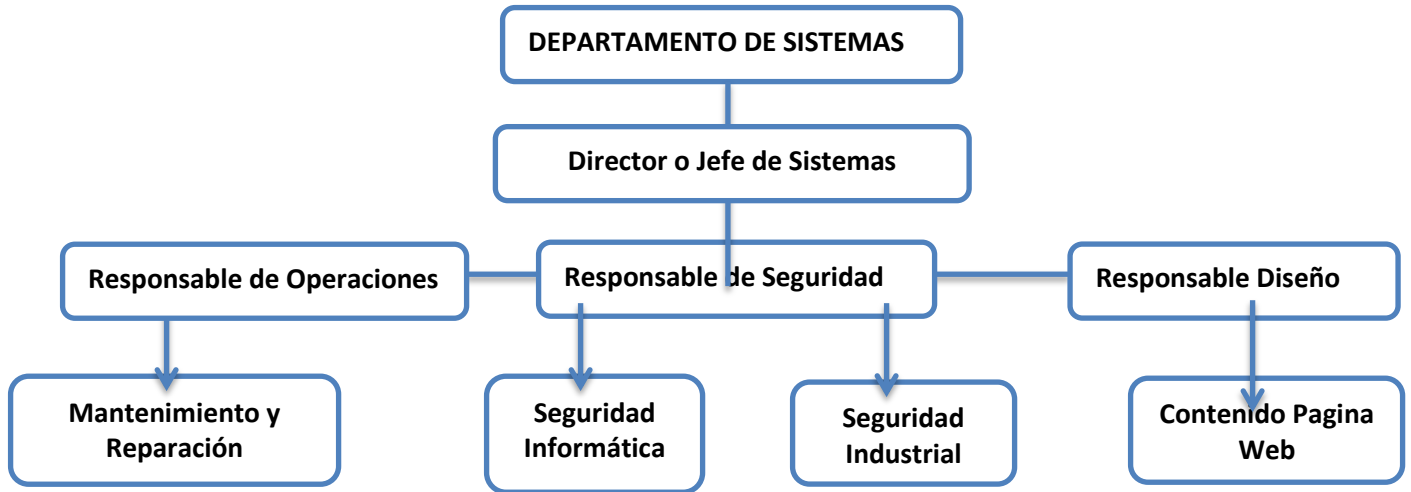 DEPARTAMENTO DE SISTEMAS
Director o Jefe de Sistemas
Responsable de Operaciones
Responsable de Seguridad
Responsable Diseño
Mantenimiento y
Reparación
Seguridad
Informática
Seguridad
Industrial
Contenido Pagina
Web